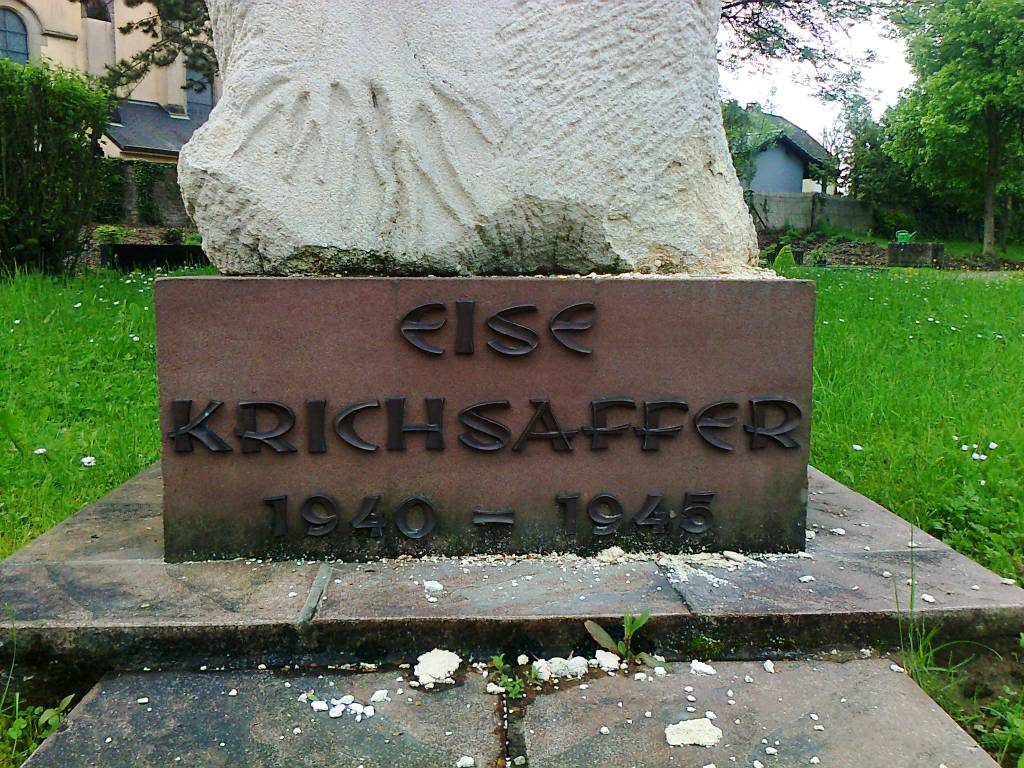 EISE
KRICHSAFFER
1940 - 1945